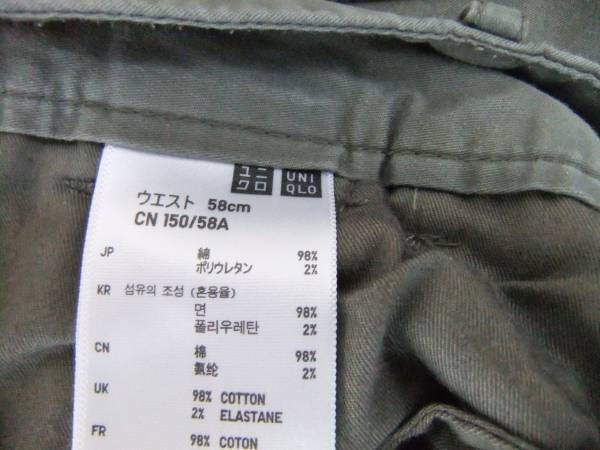 ユニクロ UNIQLO
ウエスト 58cm
CN 150/58A
JP 綿 98%
ポリウレタン 2%
KR 섬유의 조성 (혼용율)
면 98%
폴리우레탄 2%
CN 棉 98%
氨纶 2%
UK 98% COTTON
2% ELASTANE
FR 98% COTON